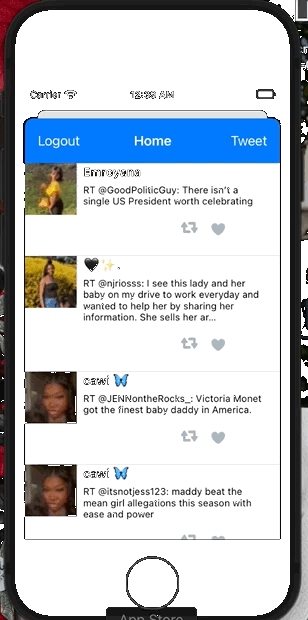 Carrier 12:33 AM
Logout Home Tweet
Emroyana
RT @GoodPoliticGuy: There isn't a
single US President worth celebrating
🖤✨.
RT @njriosss: I see this lady and her
baby on my drive to work everyday and
wanted to help her by sharing her
information. She sells her ar...
cawi 🦋
RT @JENNontheRocks_: Victoria Monet
got the finest baby daddy in America.
cawi 🦋
RT @itsnotjess123: maddy beat the
mean girl allegations this season with
ease and power
App Store